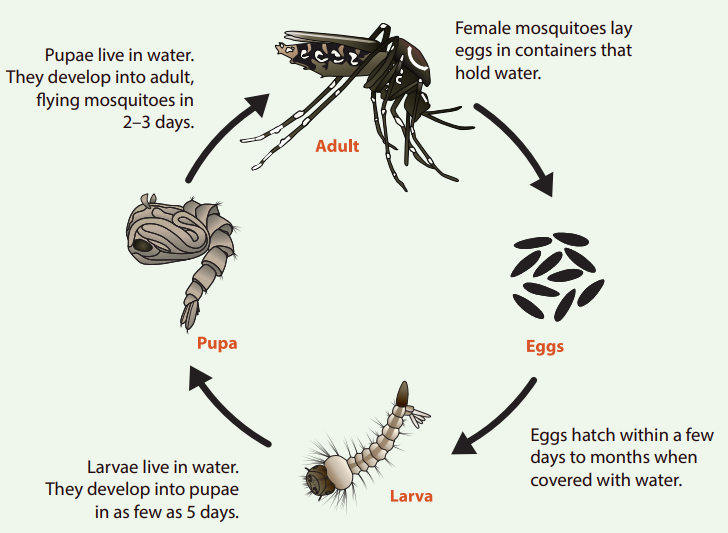 Female mosquitoes lay
eggs in containers that
hold water.
Pupae live in water.
They develop into adult,
flying mosquitoes in
2–3 days.
Adult
Pupa
Eggs
Eggs hatch within a few
days to months when
covered with water.
Larvae live in water.
They develop into pupae
in as few as 5 days.
Larva